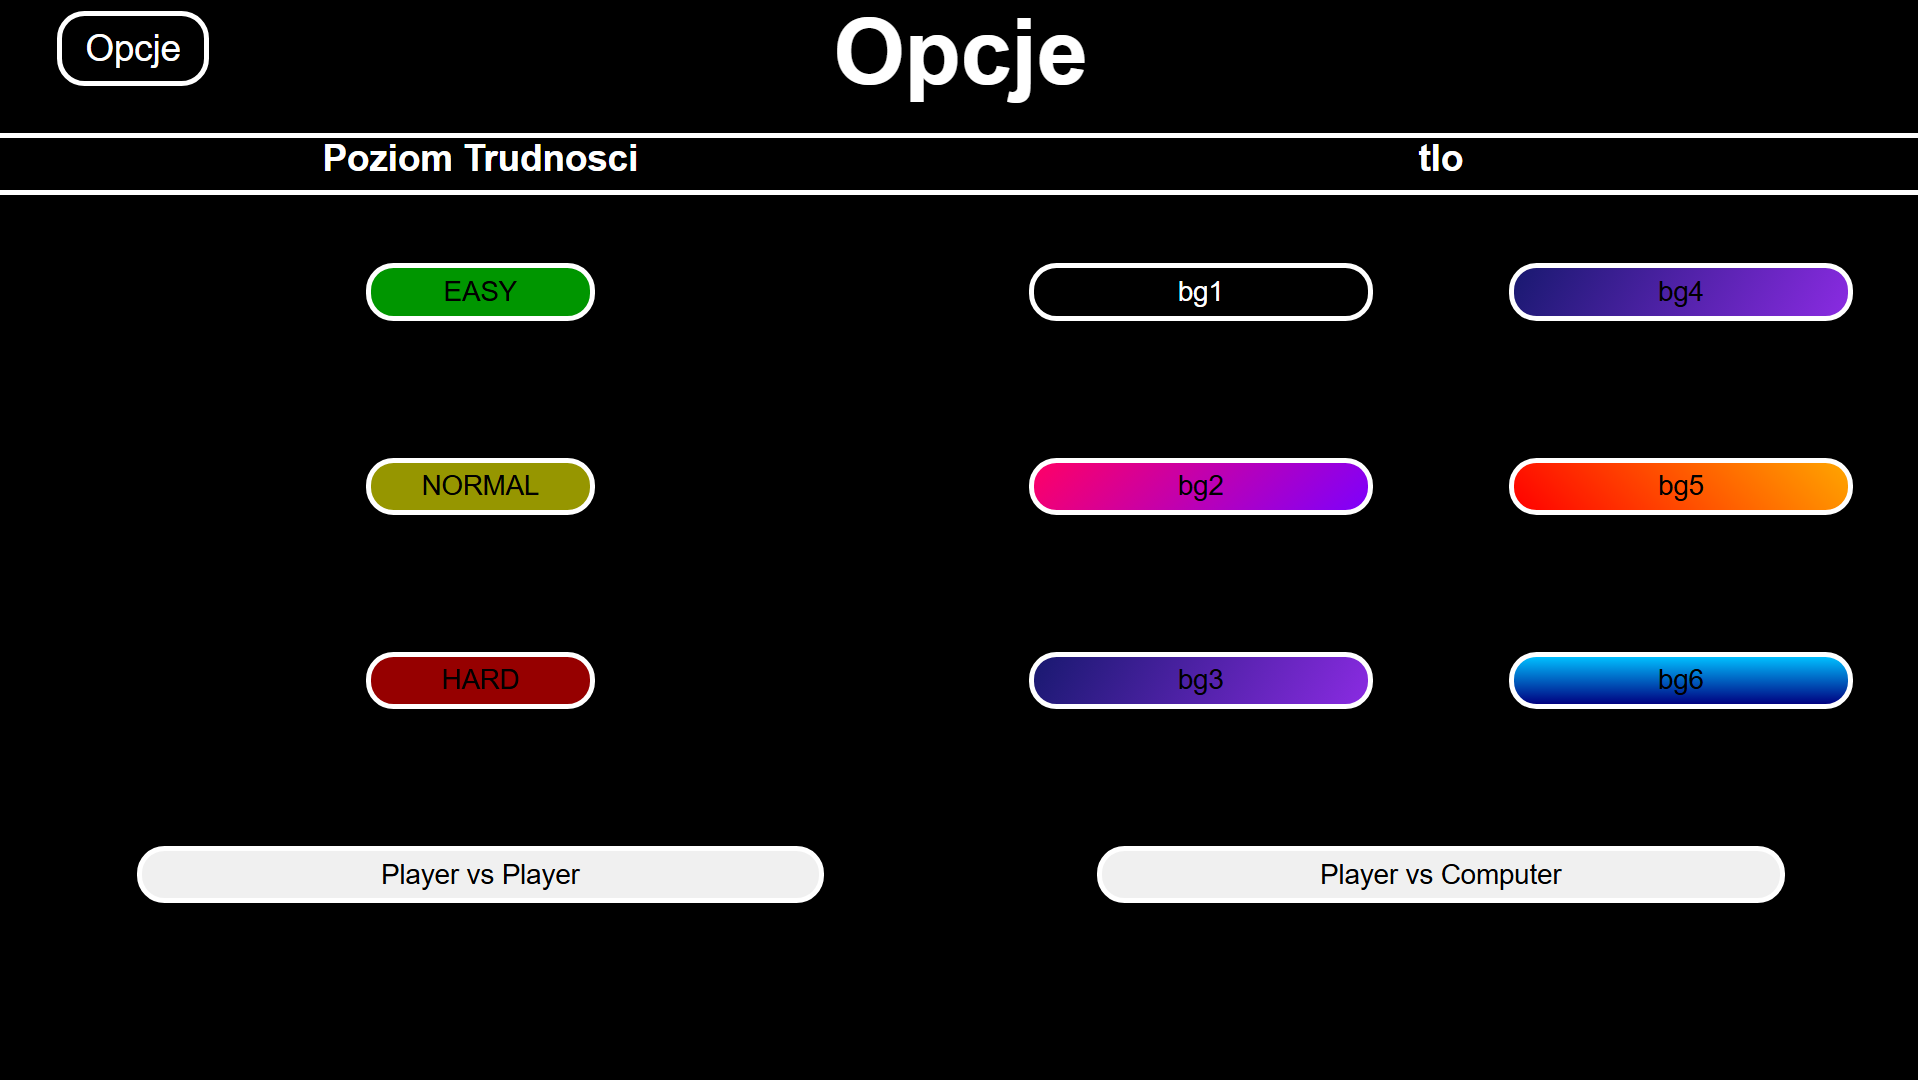 Opcje
Opcje
Poziom Trudnosci
tlo
EASY
bg1
bg4
NORMAL
bg2
bg5
HARD
bg3
bg6
Player vs Player
Player vs Computer